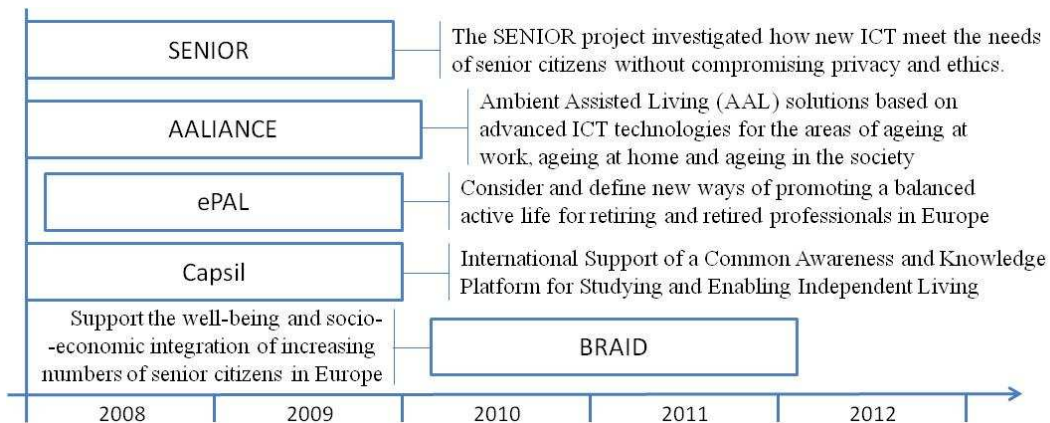 SENIOR
The SENIOR project investigated how new ICT meet the needs
of senior citizens without compromising privacy and ethics.
AALIANCE
Ambient Assisted Living (AAL) solutions based on
advanced ICT technologies for the areas of ageing at
work, ageing at home and ageing in the society
ePAL
Consider and define new ways of promoting a balanced
active life for retiring and retired professionals in Europe
Capsil
International Support of a Common Awareness and Knowledge
Platform for Studying and Enabling Independent Living
Support the well-being and socio-
-economic integration of increasing
numbers of senior citizens in Europe
BRAID
2008 2009 2010 2011 2012